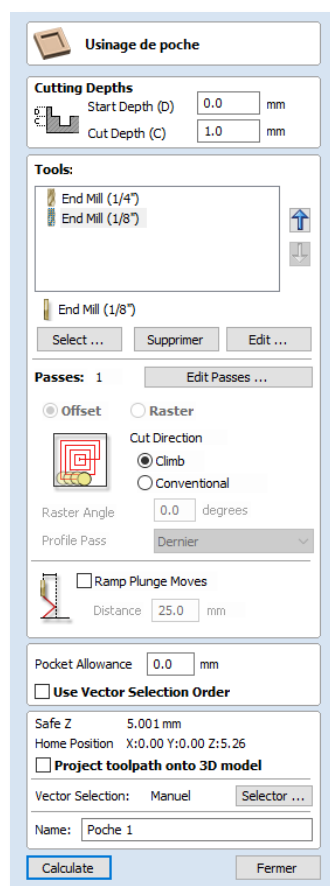 Usinage de poche
Cutting Depths
Start Depth (D) 0.0 mm
D
C
Cut Depth (C) 1.0 mm
Tools:
End Mill (1/4")
End Mill (1/8")
End Mill (1/8")
Select ... Supprimer Edit ...
Passes: 1 Edit Passes ...
Offset Raster
Cut Direction
Climb
Conventional
Raster Angle 0.0 degrees
Profile Pass Dernier
Ramp Plunge Moves
Distance 25.0 mm
Pocket Allowance 0.0 mm
Use Vector Selection Order
Safe Z 5.001 mm
Home Position X:0.00 Y:0.00 Z:5.26
Project toolpath onto 3D model
Vector Selection: Manuel Selector ...
Name: Poche 1
Calculate Fermer